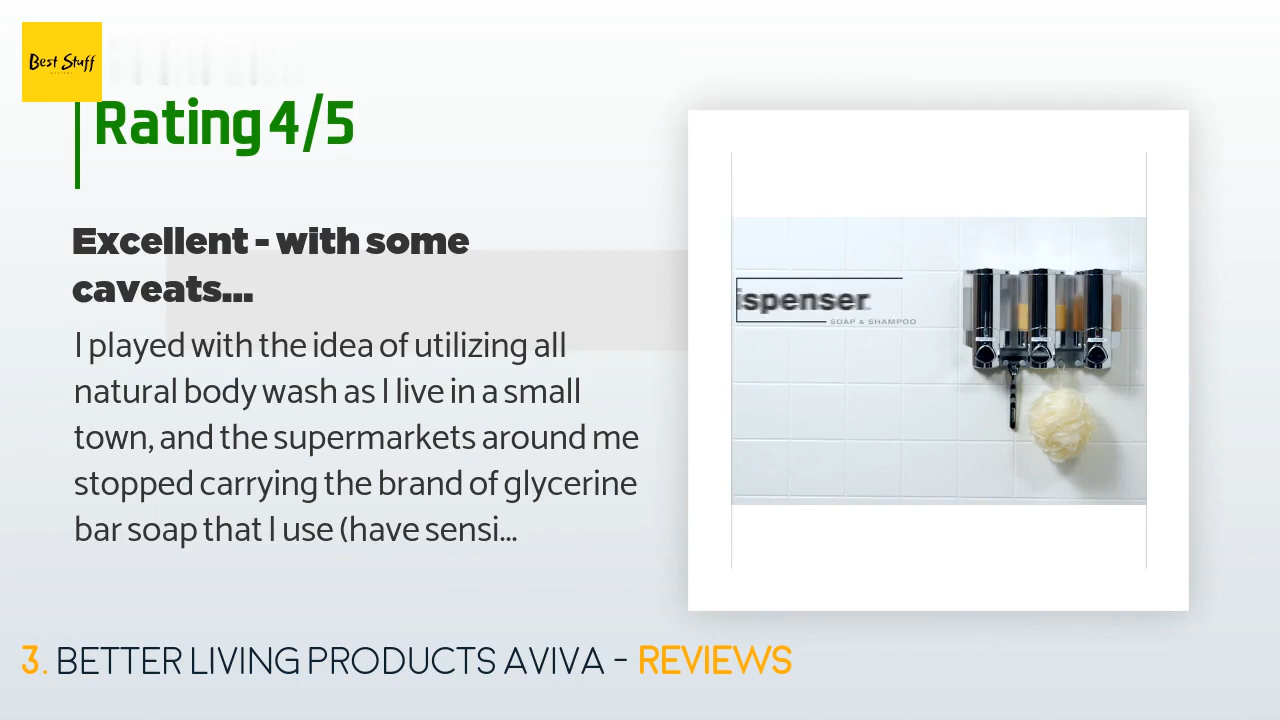 Best Stuff
Rating 4/5
Excellent - with some
caveats...
I played with the idea of utilizing all
natural body wash as I live in a small
town, and the supermarkets around me
stopped carrying the brand of glycerine
bar soap that I use (have sensi...
ispenser
SOAP & SHAMPOO
3. BETTER LIVING PRODUCTS AVIVA - REVIEWS